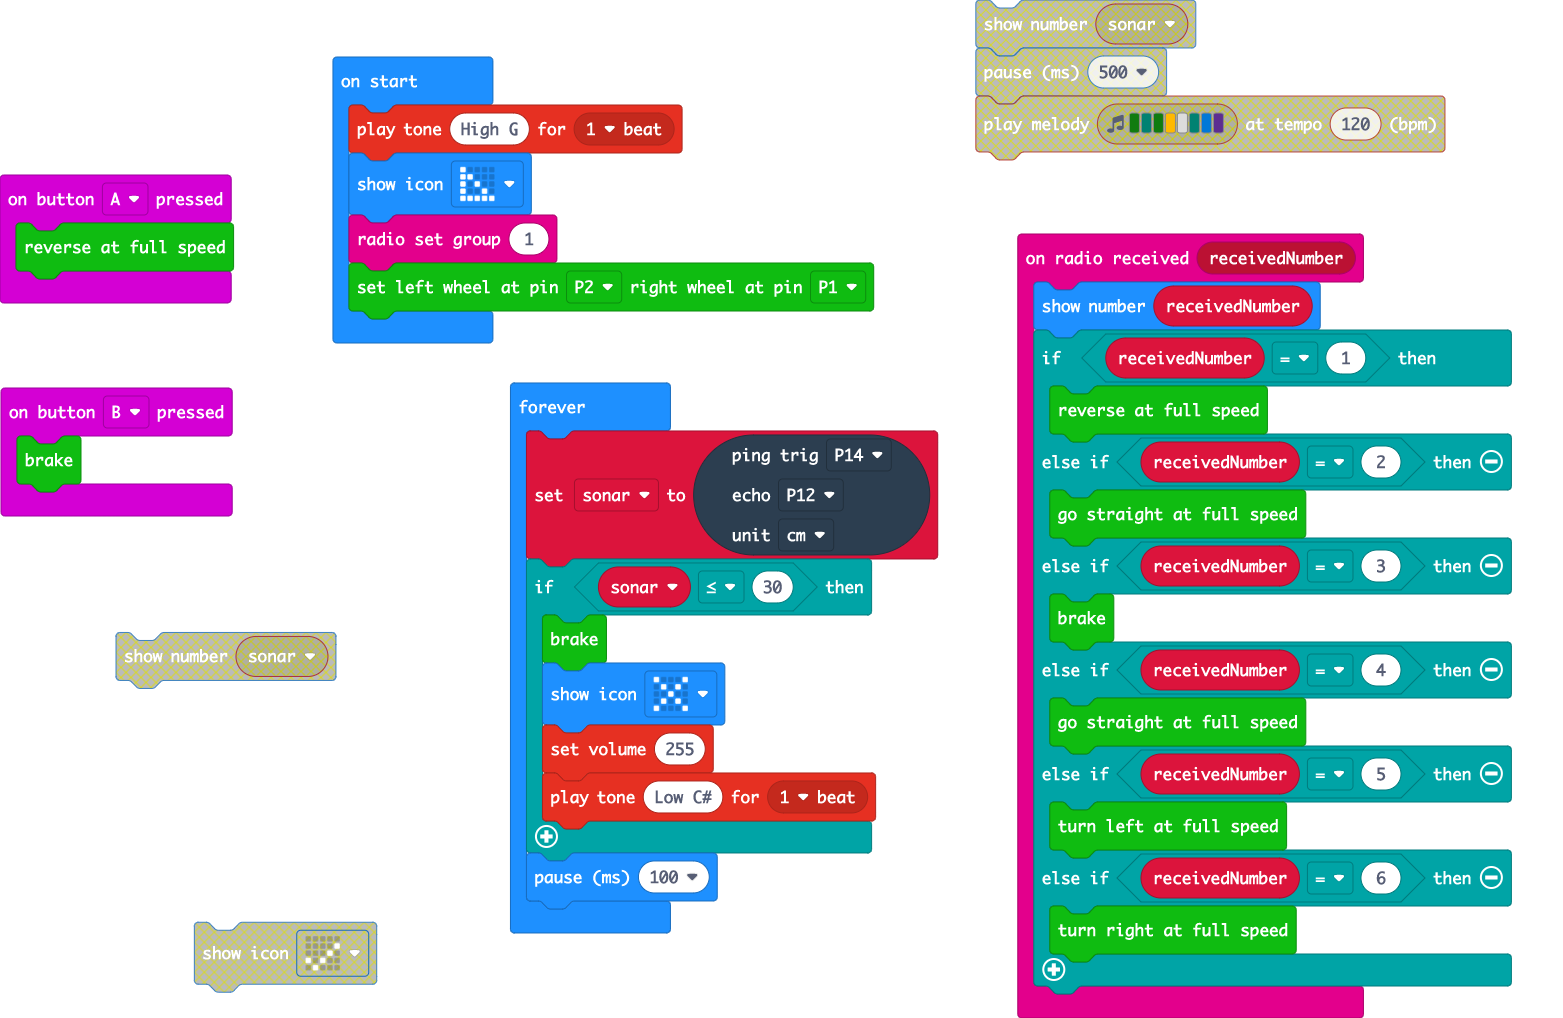 show number sonar
pause (ms) 500
play melody at tempo 120 (bpm)
on start
play tone High G for 1 beat
show icon
radio set group 1
set left wheel at pin P2 right wheel at pin P1
on button A pressed
reverse at full speed
on button B pressed
brake
forever
set sonar to ping trig P14
echo P12
unit cm
if sonar ≤ 30 then
brake
show icon
set volume 255
play tone Low C# for 1 beat
pause (ms) 100
show number sonar
show icon
on radio received receivedNumber
show number receivedNumber
if receivedNumber = 1 then
reverse at full speed
else if receivedNumber = 2 then
go straight at full speed
else if receivedNumber = 3 then
brake
else if receivedNumber = 4 then
go straight at full speed
else if receivedNumber = 5 then
turn left at full speed
else if receivedNumber = 6 then
turn right at full speed